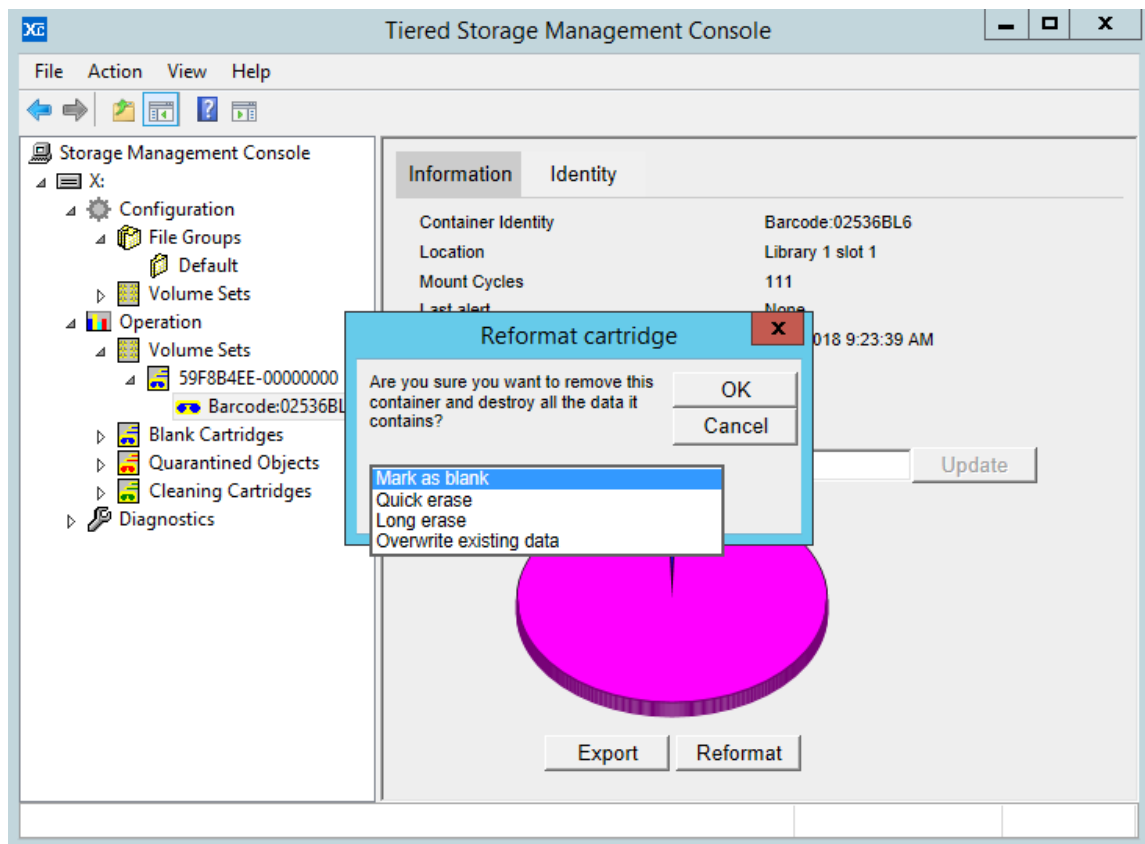 XC
Tiered Storage Management Console
File Action View Help
Storage Management Console
X:
Configuration
File Groups
Default
Volume Sets
Operation
Volume Sets
59F8B4EE-00000000
Barcode:02536BL
Blank Cartridges
Quarantined Objects
Cleaning Cartridges
Diagnostics
Information Identity
Container Identity Barcode:02536BL6
Location Library 1 slot 1
Mount Cycles 111
Last alert None
018 9:23:39 AM
Update
Reformat cartridge
Are you sure you want to remove this
container and destroy all the data it
contains?
OK
Cancel
Mark as blank
Quick erase
Long erase
Overwrite existing data
Export Reformat